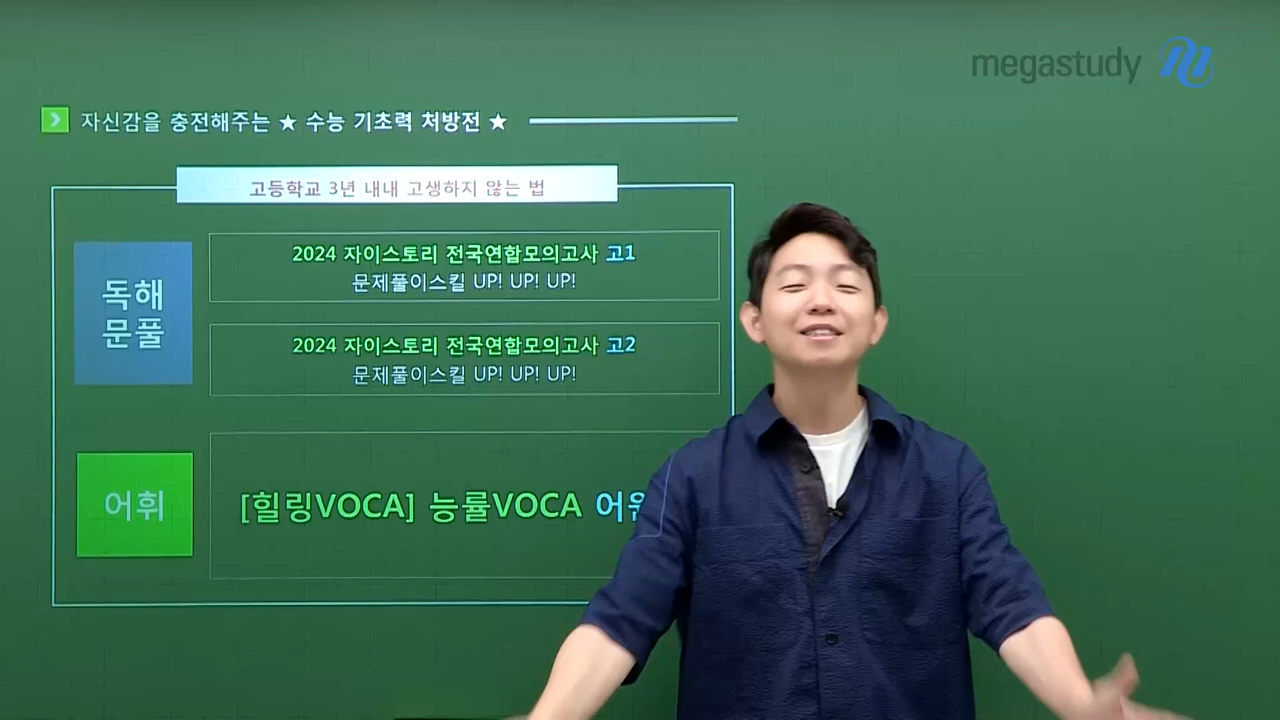 megastudy
자신감을 충전해주는 ★ 수능 기초력 처방전 ★
고등학교 3년 내내 고생하지 않는 법
독해
문풀
2024 자이스토리 전국연합모의고사 고1
문제풀이스킬 UP! UP! UP!
2024 자이스토리 전국연합모의고사 고2
문제풀이스킬 UP! UP! UP!
어휘
[힐링VOCA] 능률VOCA